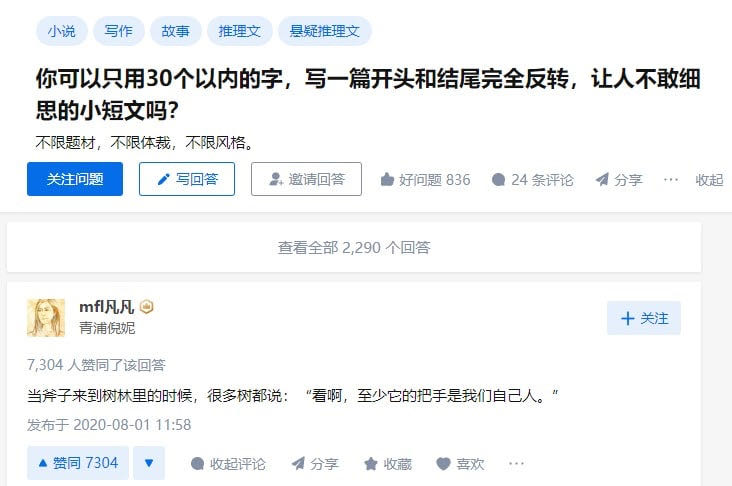 小说 写作 故事 推理文 悬疑推理文
你可以只用30个以内的字，写一篇开头和结尾完全反转，让人不敢细
思的小短文吗？
不限题材，不限体裁，不限风格。
关注问题 写回答 邀请回答 好问题 836 24 条评论 分享 ··· 收起
查看全部 2,290 个回答
mfl凡凡
青浦倪妮
+ 关注
7,304 人赞同了该回答
当斧子来到树林里的时候，很多树都说：“看啊，至少它的把手是我们自己人。”
发布于 2020-08-01 11:58
赞同 7304 收起评论 分享 收藏 喜欢 ···